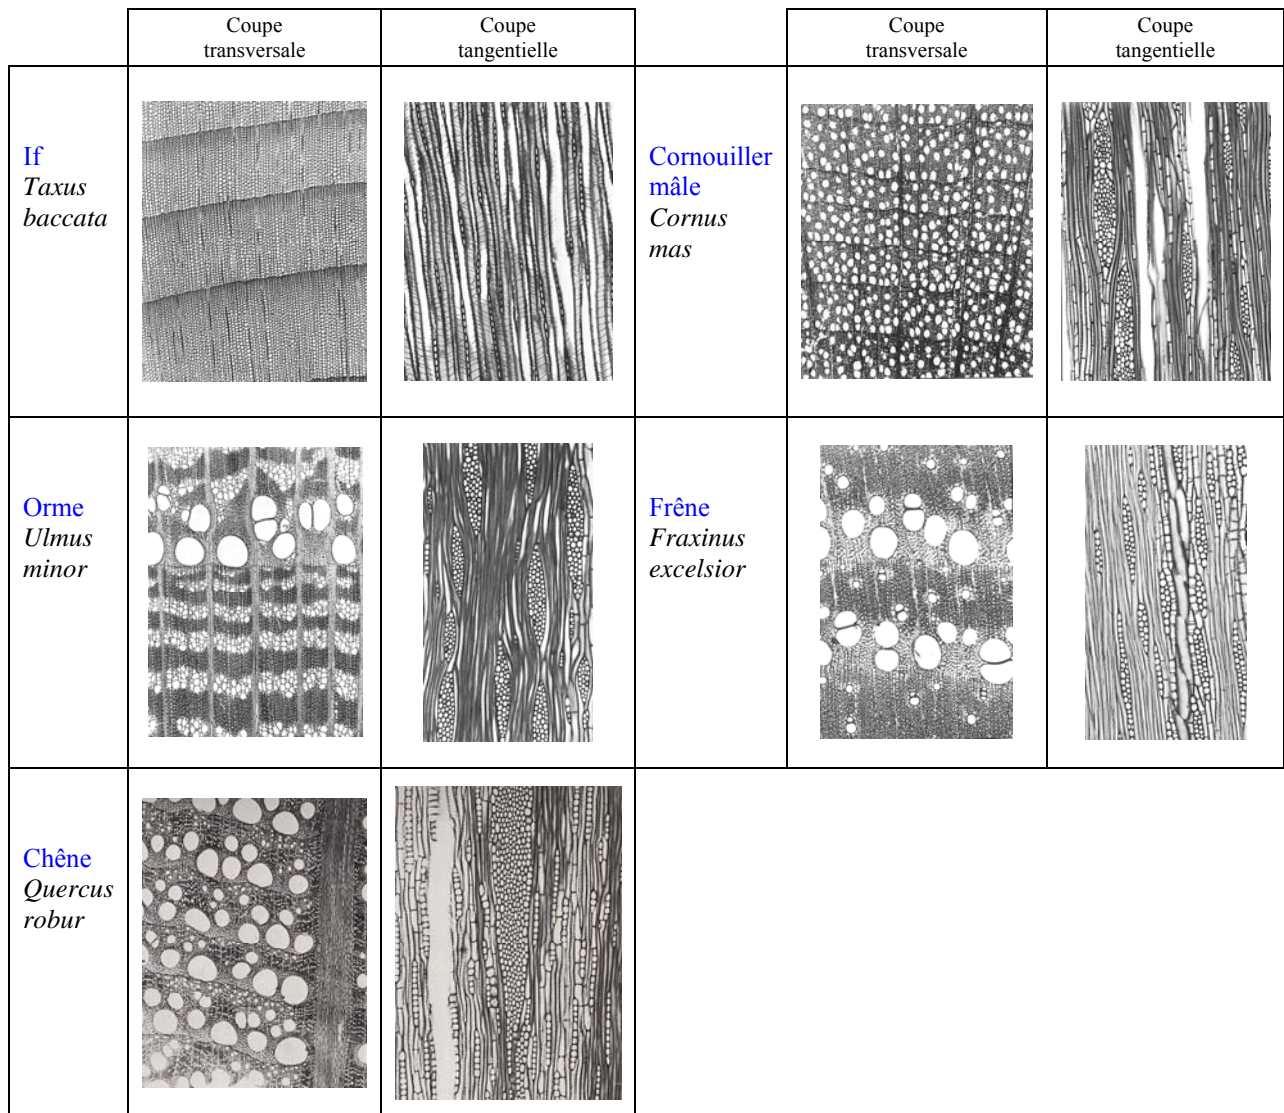 Coupe
transversale
Coupe
tangentielle
Coupe
transversale
Coupe
tangentielle
If
Taxus
baccata
Cornouiller
mâle
Cornus
mas
Orme
Ulmus
minor
Frêne
Fraxinus
excelsior
Chêne
Quercus
robur